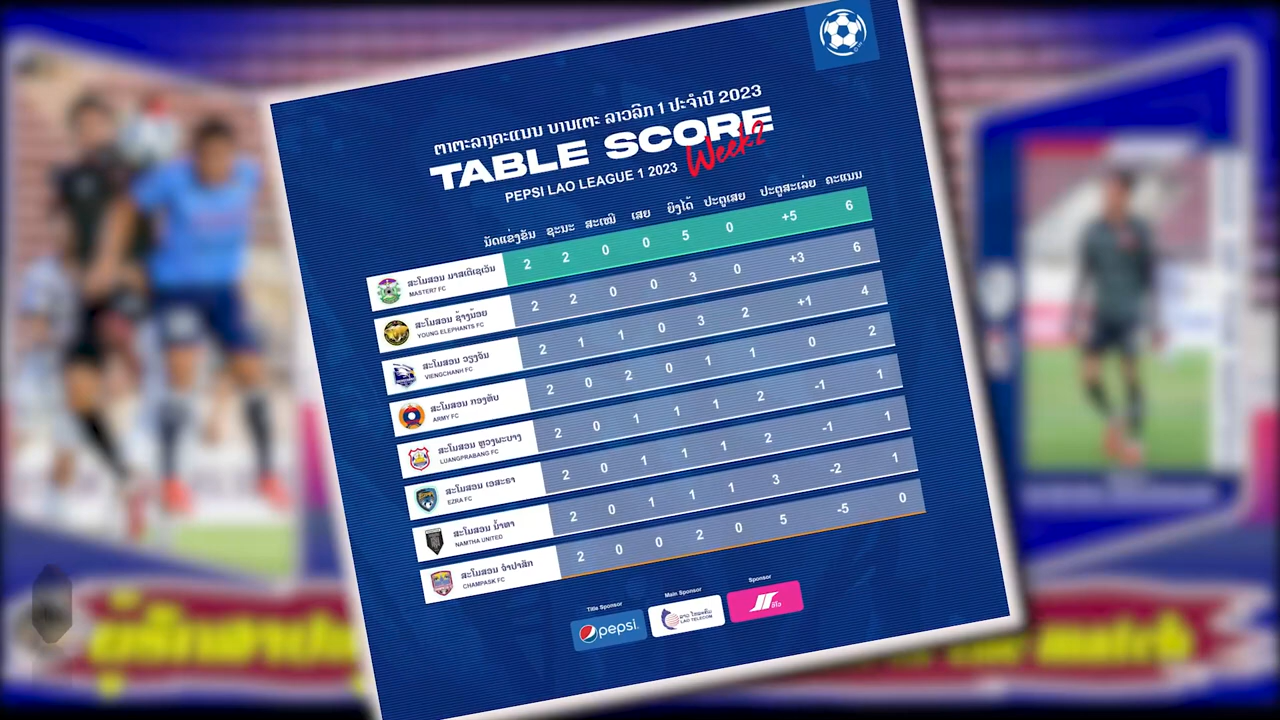 ຕາຕະລາງຄະແນນ ບານເຕະ ລາວລີກ 1 ປະຈຳປີ 2023
TABLE SCORE
Week.2
PEPSI LAO LEAGUE 1 2023
ນັດແຂ່ງຂັນ ຊະນະ ສະເໝີ ເສຍ ຍິງໄດ້ ປະຕູເສຍ ປະຕູສະເລ່ຍ ຄະແນນ
ສະໂມສອນ ມາສເຕີເຊເວັນ 2 2 0 0 5 0 +5 6
MASTER7 FC
ສະໂມສອນ ຊ້າງນ້ອຍ 2 2 0 0 3 0 +3 6
YOUNG ELEPHANTS FC
ສະໂມສອນ ວຽງຈັນ 2 1 1 0 3 2 +1 4
VIENGCHANH FC
ສະໂມສອນ ກອງທັບ 2 0 2 0 1 1 0 2
ARMY FC
ສະໂມສອນ ຫຼວງພະບາງ 2 0 1 1 1 2 -1 1
LUANGPRABANG FC
ສະໂມສອນ ເອສະຣາ 2 0 1 1 1 2 -1 1
EZRA FC
ສະໂມສອນ ນ້ຳທາ 2 0 1 1 1 3 -2 1
NAMTHA UNITED
ສະໂມສອນ ຈຳປາສັກ 2 0 0 2 0 5 -5 0
CHAMPASK FC
Title Sponsor Main Sponsor Sponsor
pepsi. ລາວ ໂທລະຄົມ
LAO TELECOM